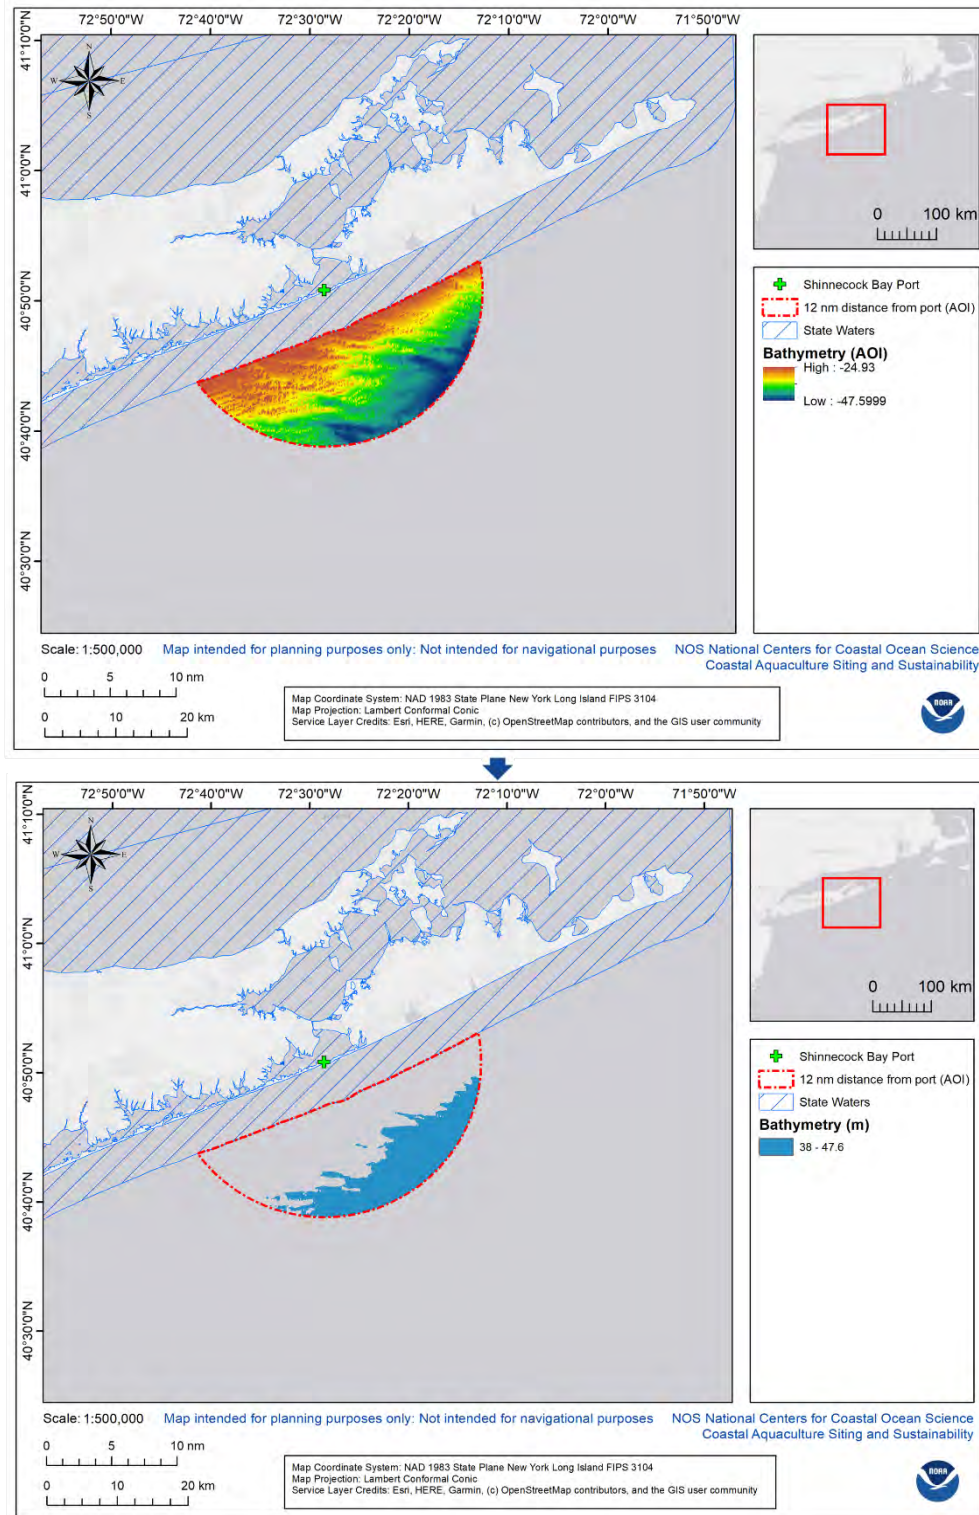 72°50'0"W 72°40'0"W 72°30'0"W 72°20'0"W 72°10'0"W 72°0'0"W 71°50'0"W
41°10'0"N
41°0'0"N
40°50'0"N
40°40'0"N
40°30'0"N
N
W E
S
0 100 km
Shinnecock Bay Port
12 nm distance from port (AOI)
State Waters
Bathymetry (AOI)
High : -24.93
Low : -47.5999
Scale: 1:500,000 Map intended for planning purposes only: Not intended for navigational purposes NOS National Centers for Coastal Ocean Science
Coastal Aquaculture Siting and Sustainability
0 5 10 nm
0 10 20 km
Map Coordinate System: NAD 1983 State Plane New York Long Island FIPS 3104
Map Projection: Lambert Conformal Conic
Service Layer Credits: Esri, HERE, Garmin, (c) OpenStreetMap contributors, and the GIS user community
NOAA
72°50'0"W 72°40'0"W 72°30'0"W 72°20'0"W 72°10'0"W 72°0'0"W 71°50'0"W
41°10'0"N
41°0'0"N
40°50'0"N
40°40'0"N
40°30'0"N
N
W E
S
0 100 km
Shinnecock Bay Port
12 nm distance from port (AOI)
State Waters
Bathymetry (m)
38 - 47.6
Scale: 1:500,000 Map intended for planning purposes only: Not intended for navigational purposes NOS National Centers for Coastal Ocean Science
Coastal Aquaculture Siting and Sustainability
0 5 10 nm
0 10 20 km
Map Coordinate System: NAD 1983 State Plane New York Long Island FIPS 3104
Map Projection: Lambert Conformal Conic
Service Layer Credits: Esri, HERE, Garmin, (c) OpenStreetMap contributors, and the GIS user community
NOAA